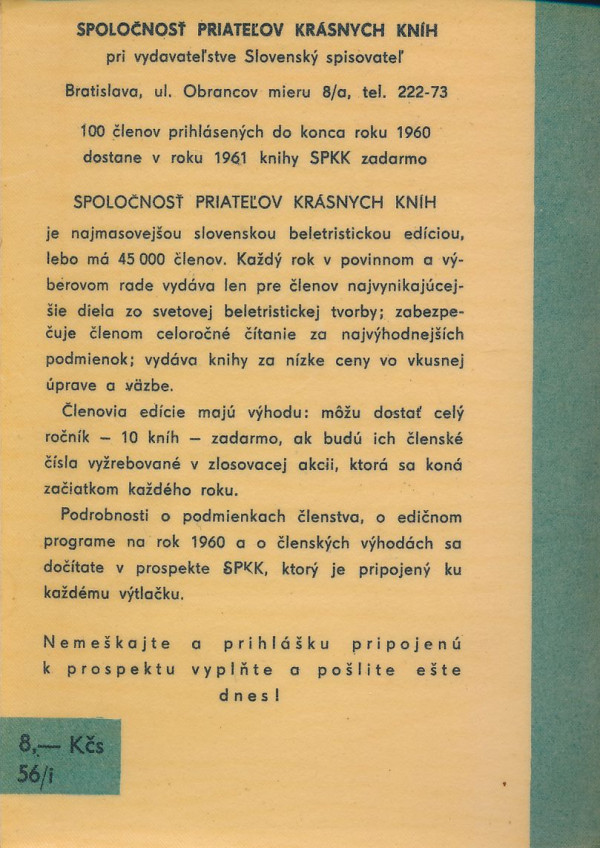 SPOLOČNOSŤ PRIATEĽOV KRÁSNYCH KNÍH
pri vydavateľstve Slovenský spisovateľ
Bratislava, ul. Obrancov mieru 8/a, tel. 222-73
100 členov prihlásených do konca roku 1960
dostane v roku 1961 knihy SPKK zadarmo
SPOLOČNOSŤ PRIATEĽOV KRÁSNYCH KNÍH
je najmasovejšou slovenskou beletristickou edíciou,
lebo má 45 000 členov. Každý rok v povinnom a vý-
berovom rade vydáva len pre členov najvynikajúcej-
šie diela zo svetovej beletristickej tvorby; zabezpe-
čuje členom celoročné čítanie za najvýhodnejších
podmienok; vydáva knihy za nízke ceny vo vkusnej
úprave a väzbe.
Členovia edície majú výhodu: môžu dostať celý
ročník – 10 kníh – zadarmo, ak budú ich členské
čísla vyžrebované v zlosovacej akcii, ktorá sa koná
začiatkom každého roku.
Podrobnosti o podmienkach členstva, o edičnom
programe na rok 1960 a o členských výhodách sa
dočítate v prospekte SPKK, ktorý je pripojený ku
každému výtlačku.
Nemeškajte a prihlášku pripojenú
k prospektu vyplňte a pošlite ešte
dnes!
8,— Kčs
56/i